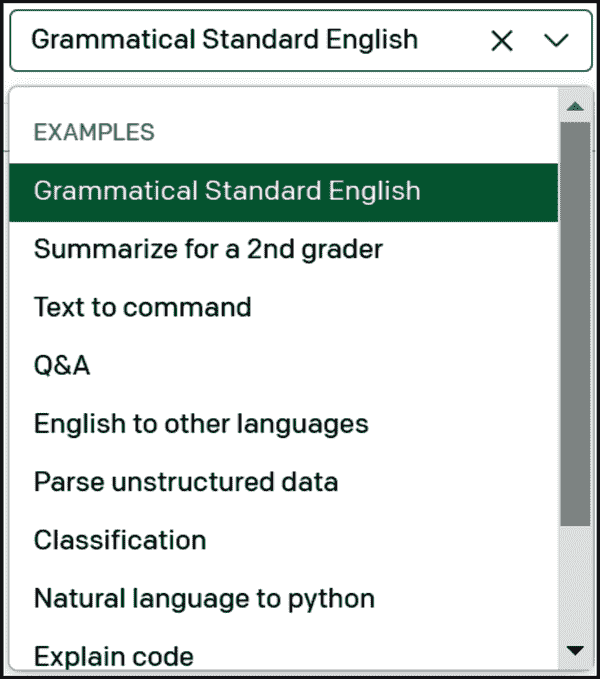 Grammatical Standard English
EXAMPLES
Grammatical Standard English
Summarize for a 2nd grader
Text to command
Q&A
English to other languages
Parse unstructured data
Classification
Natural language to python
Explain code